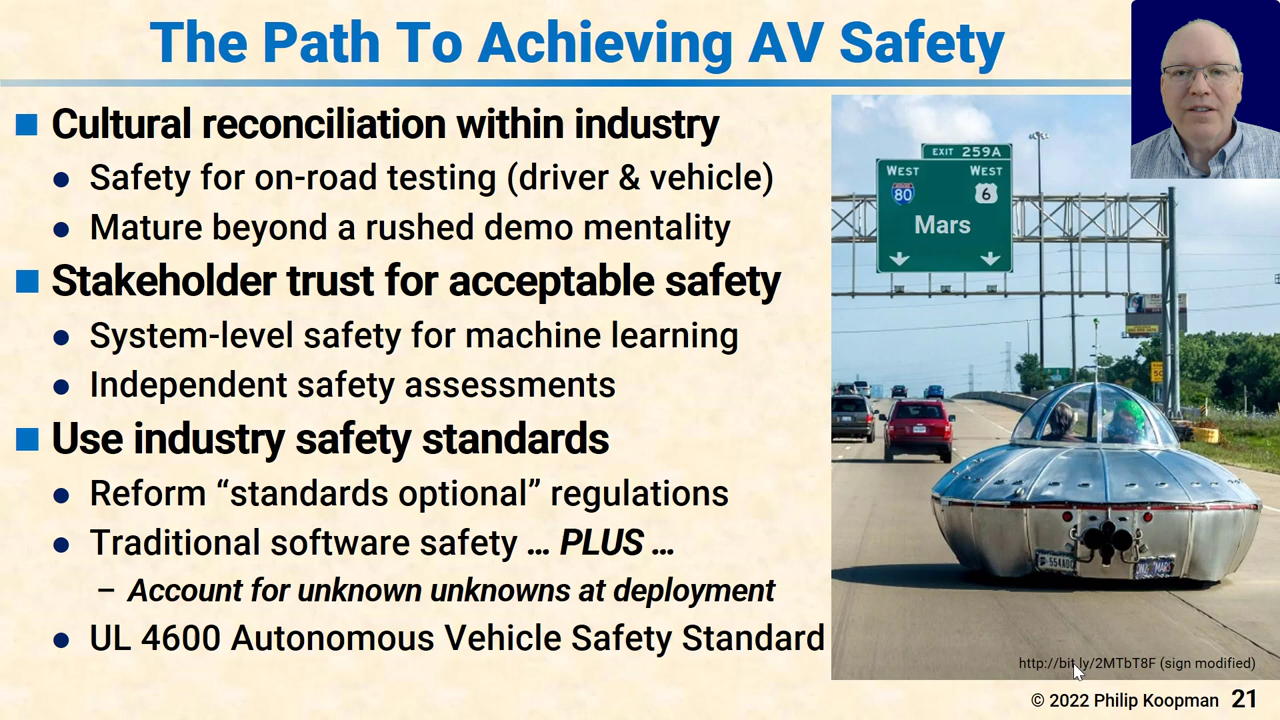 The Path To Achieving AV Safety
Cultural reconciliation within industry
Safety for on-road testing (driver & vehicle)
Mature beyond a rushed demo mentality
Stakeholder trust for acceptable safety
System-level safety for machine learning
Independent safety assessments
Use industry safety standards
Reform “standards optional” regulations
Traditional software safety … PLUS …
– Account for unknown unknowns at deployment
UL 4600 Autonomous Vehicle Safety Standard
EXIT 259A
WEST WEST
80 6
Mars
http://bit.ly/2MTbT8F (sign modified)
© 2022 Philip Koopman 21